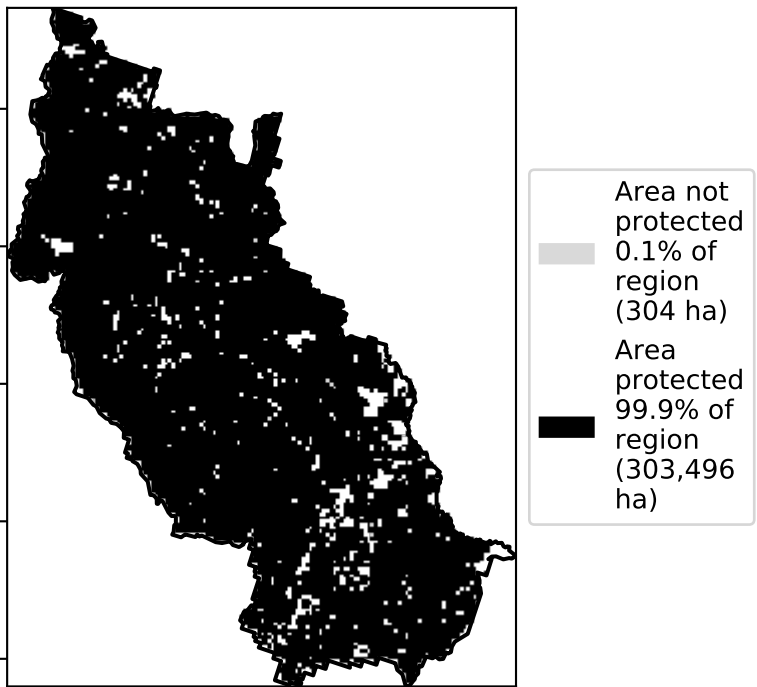 Area not
protected
0.1% of
region
(304 ha)
Area
protected
99.9% of
region
(303,496
ha)